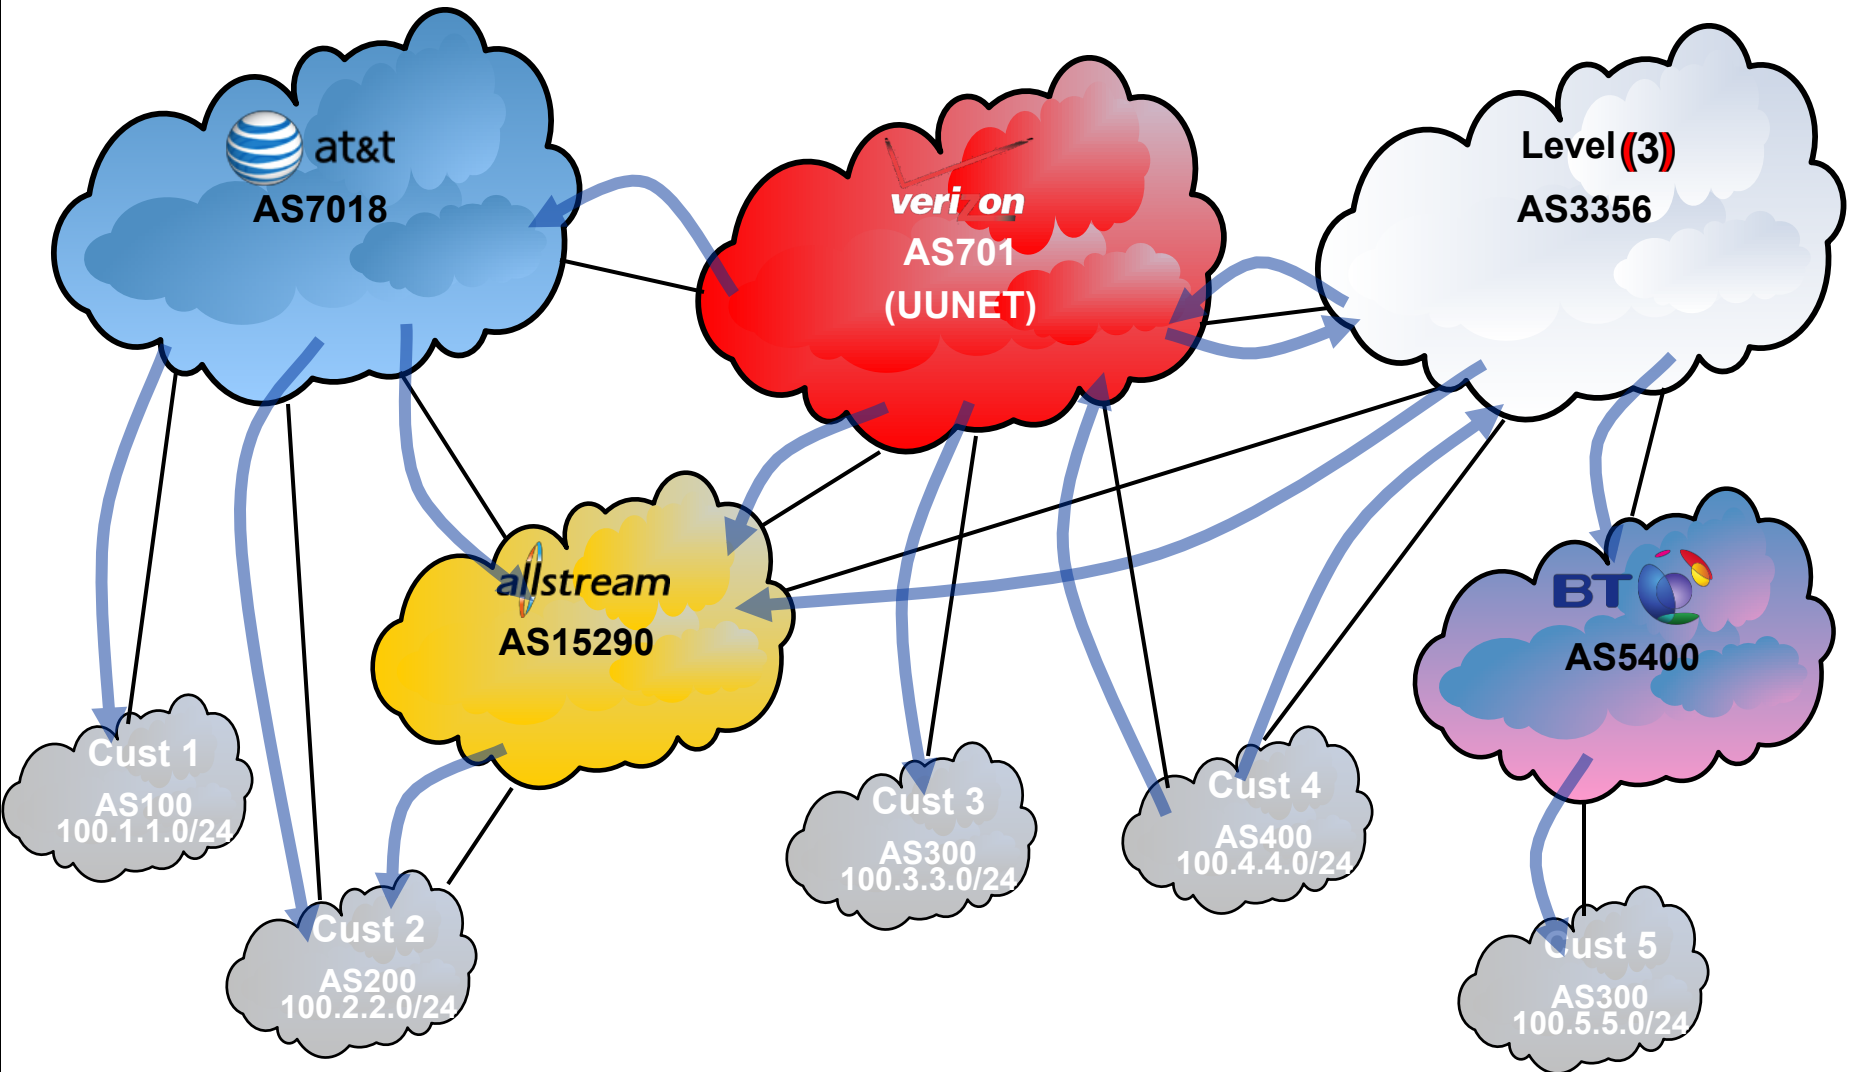 at&t
AS7018
verizon
AS701
(UUNET)
Level (3)
AS3356
allstream
AS15290
BT
AS5400
Cust 1
AS100
100.1.1.0/24
Cust 2
AS200
100.2.2.0/24
Cust 3
AS300
100.3.3.0/24
Cust 4
AS400
100.4.4.0/24
Cust 5
AS300
100.5.5.0/24